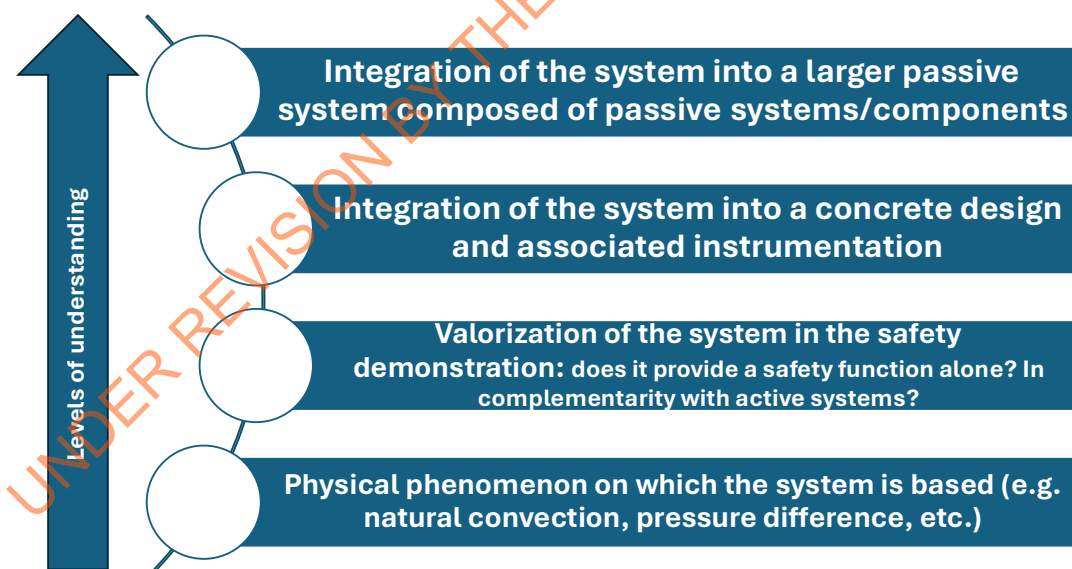 Integration of the system into a larger passive
system composed of passive systems/components
Integration of the system into a concrete design
and associated instrumentation
Valorization of the system in the safety
demonstration: does it provide a safety function alone? In
complementarity with active systems?
Physical phenomenon on which the system is based (e.g.
natural convection, pressure difference, etc.)
Levels of understanding
UNDER REVISION BY THE